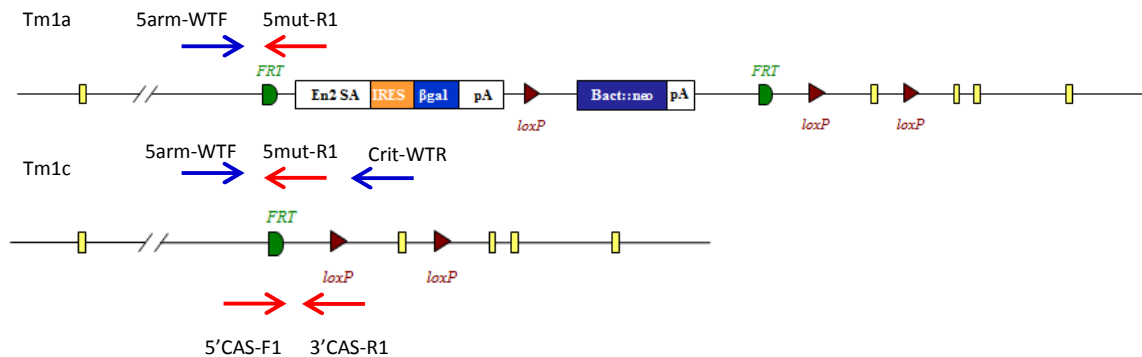 Tm1a 5arm-WTF 5mut-R1
FRT FRT
En2 SA IRES βgal pA Bact::neo pA
loxP loxP loxP
Tm1c 5arm-WTF 5mut-R1 Crit-WTR
FRT
loxP loxP
5’CAS-F1 3’CAS-R1